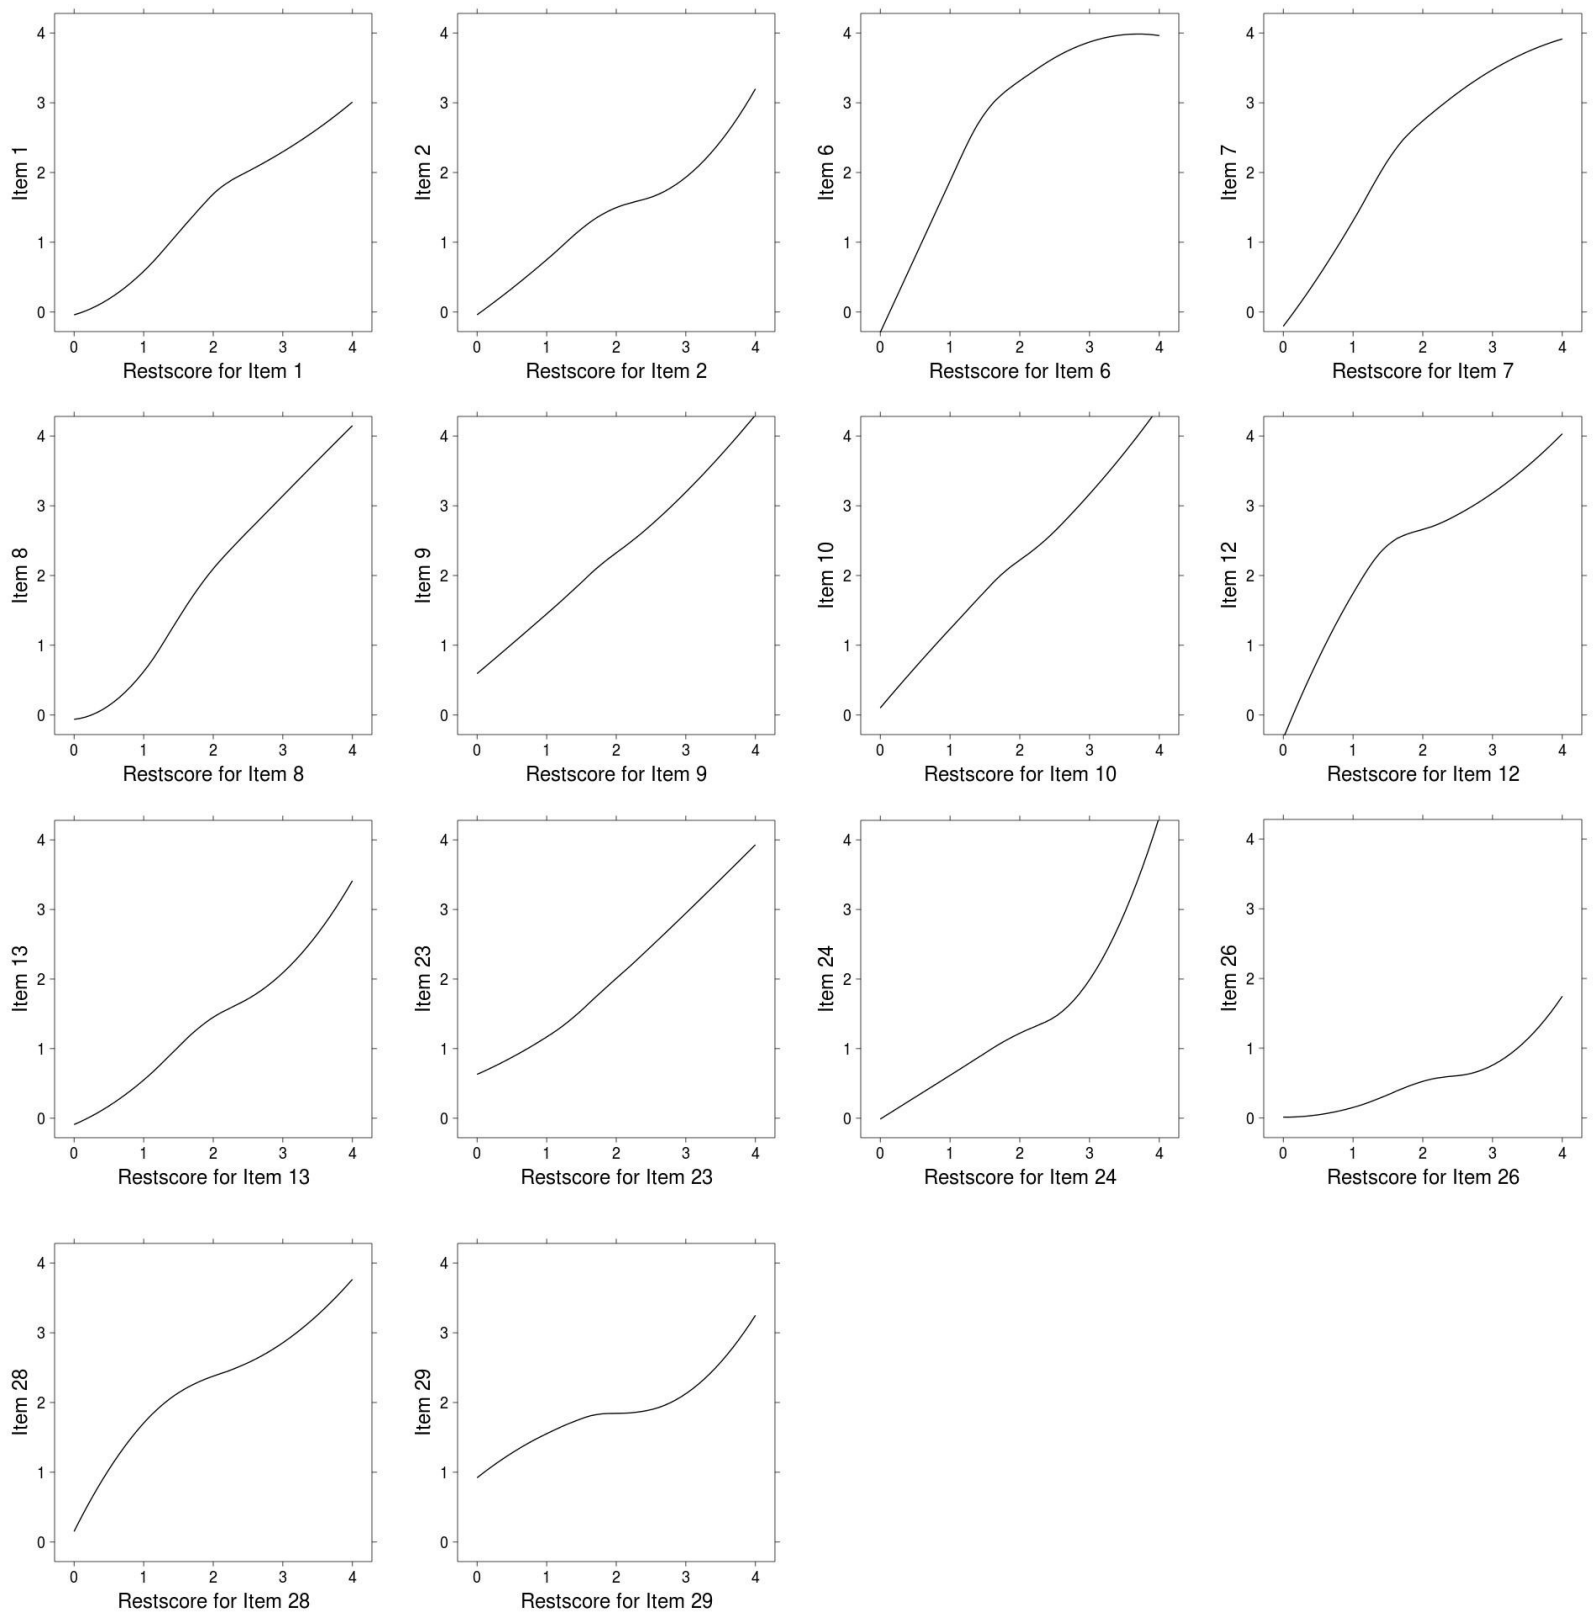 4
3
2
1
0
Item 1
0 1 2 3 4
Restscore for Item 1
4
3
2
1
0
Item 2
0 1 2 3 4
Restscore for Item 2
4
3
2
1
0
Item 6
0 1 2 3 4
Restscore for Item 6
4
3
2
1
0
Item 7
0 1 2 3 4
Restscore for Item 7
4
3
2
1
0
Item 8
0 1 2 3 4
Restscore for Item 8
4
3
2
1
0
Item 9
0 1 2 3 4
Restscore for Item 9
4
3
2
1
0
Item 10
0 1 2 3 4
Restscore for Item 10
4
3
2
1
0
Item 12
0 1 2 3 4
Restscore for Item 12
4
3
2
1
0
Item 13
0 1 2 3 4
Restscore for Item 13
4
3
2
1
0
Item 23
0 1 2 3 4
Restscore for Item 23
4
3
2
1
0
Item 24
0 1 2 3 4
Restscore for Item 24
4
3
2
1
0
Item 26
0 1 2 3 4
Restscore for Item 26
4
3
2
1
0
Item 28
0 1 2 3 4
Restscore for Item 28
4
3
2
1
0
Item 29
0 1 2 3 4
Restscore for Item 29